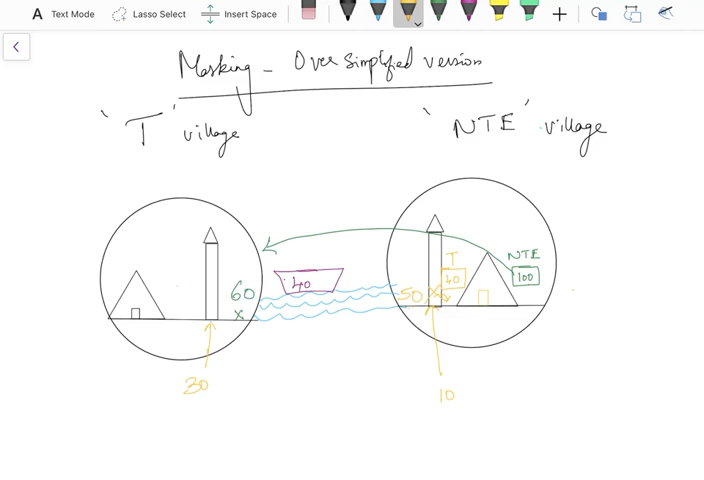 A Text Mode Lasso Select Insert Space
Masking - Over simplified version
'T' village
'NTE' village
NTE
100
T
40
40
60
x
50 x
30
10